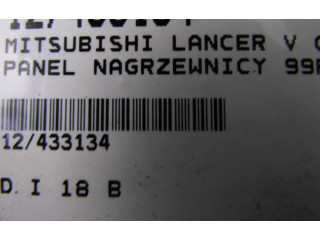 MITSUBISHI LANCER V
PANEL NAGRZEWNICY
12/433134
D I 18 B